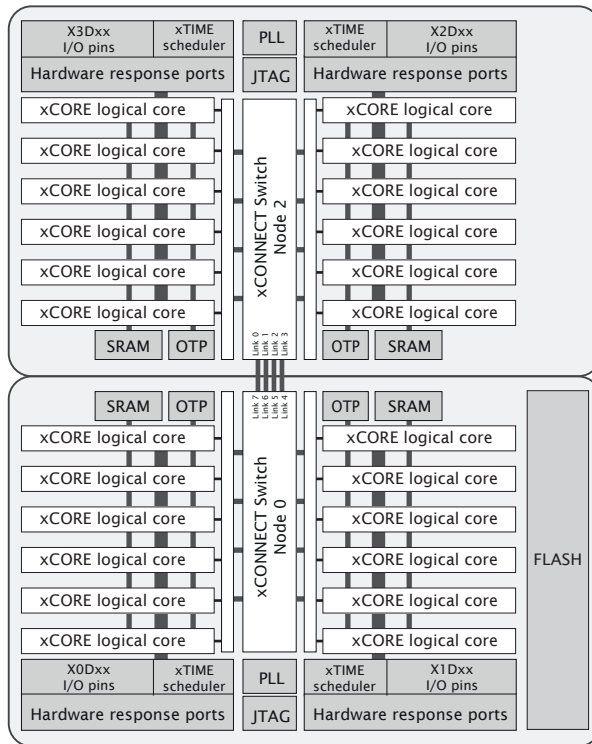 X3Dxx
I/O pins
xTIME
scheduler
PLL
xTIME
scheduler
X2Dxx
I/O pins
Hardware response ports
JTAG
Hardware response ports
xCORE logical core
xCORE logical core
xCORE logical core
xCORE logical core
xCORE logical core
xCORE logical core
xCONNECT Switch
Node 2
xCORE logical core
xCORE logical core
xCORE logical core
xCORE logical core
xCORE logical core
xCORE logical core
Link 0
Link 1
Link 2
Link 3
SRAM
OTP
OTP
SRAM
Link 7
Link 6
Link 5
Link 4
SRAM
OTP
OTP
SRAM
xCORE logical core
xCORE logical core
xCORE logical core
xCORE logical core
xCORE logical core
xCORE logical core
xCONNECT Switch
Node 0
xCORE logical core
xCORE logical core
xCORE logical core
xCORE logical core
xCORE logical core
xCORE logical core
FLASH
X0Dxx
I/O pins
xTIME
scheduler
PLL
xTIME
scheduler
X1Dxx
I/O pins
Hardware response ports
JTAG
Hardware response ports